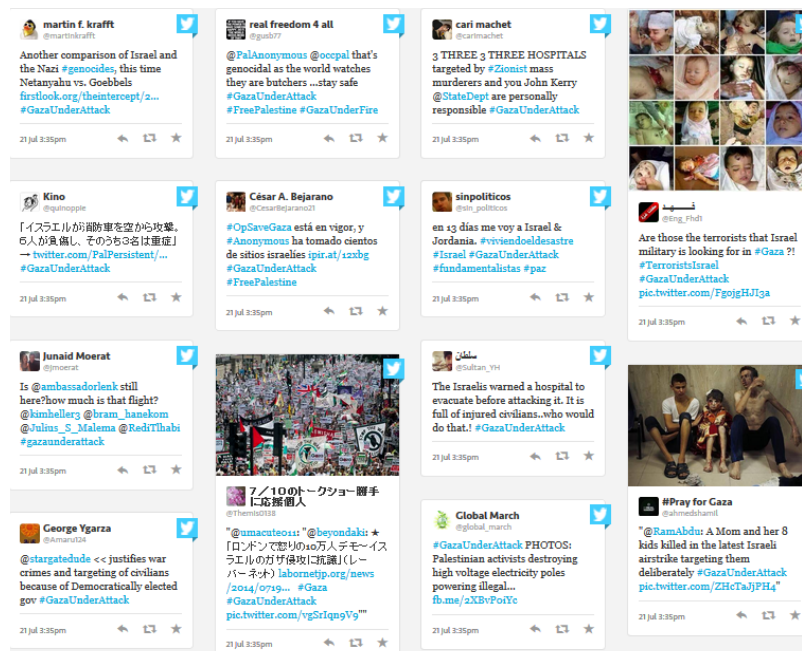 martin f. krafft
@martinkrafft
Another comparison of Israel and
the Nazi #genocides, this time
Netanyahu vs. Goebbels
firstlook.org/theintercept/2...
#GazaUnderAttack
21 Jul 3:35pm
Kino
@quinoppie
「イスラエルが消防車を空から攻撃。
6人が負傷し、そのうち3名は重症」
→ twitter.com/PalPersistent/...
#GazaUnderAttack
21 Jul 3:35pm
Junaid Moerat
@jmoerat
Is @ambassadorlenk still
here?how much is that flight?
@kimheller3 @bram_hanekom
@Julius_S_Malema @RediTlhabi
#gazaunderattack
21 Jul 3:35pm
George Ygarza
@Amaru124
@stargatedude << justifies war
crimes and targeting of civilians
because of Democratically elected
gov #GazaUnderAttack
21 Jul 3:35pm
real freedom 4 all
@gusb77
@PalAnonymous @occpal that's
genocidal as the world watches
they are butchers ...stay safe
#GazaUnderAttack
#FreePalestine #GazaUnderFire
21 Jul 3:35pm
César A. Bejarano
@CesarBejarano21
#OpSaveGaza está en vigor, y
#Anonymous ha tomado cientos
de sitios israelíes ipir.at/12xbg
#GazaUnderAttack
#FreePalestine
21 Jul 3:35pm
7／10のトークショー勝手
に応援個人
@Themis0138
"@umacute011: "@beyondaki: ★
「ロンドンで怒りの10万人デモ〜イス
ラエルのガザ侵攻に抗議」(レー
バーネット) labornetjp.org/news
/2014/0719... #Gaza
#GazaUnderAttack
pic.twitter.com/vgSrIqn9V9""
21 Jul 3:35pm
cari machet
@carimachet
3 THREE 3 THREE HOSPITALS
targeted by #Zionist mass
murderers and you John Kerry
@StateDept are personally
responsible #GazaUnderAttack
21 Jul 3:35pm
sinpoliticos
@sin_politicos
en 13 días me voy a Israel &
Jordania. #viviendoeldesastre
#Israel #GazaUnderAttack
#fundamentalistas #paz
21 Jul 3:35pm
سلطان
@Sultan_YH
The Israelis warned a hospital to
evacuate before attacking it. It is
full of injured civilians..who would
do that.! #GazaUnderAttack
21 Jul 3:35pm
Global March
@global_march
#GazaUnderAttack PHOTOS:
Palestinian activists destroying
high voltage electricity poles
powering illegal...
fb.me/2XBvPoiYc
21 Jul 3:35pm
فـــهـــد
@Eng_Fhd1
Are those the terrorists that Israel
military is looking for in #Gaza ?!
#TerroristsIsrael
#GazaUnderAttack
pic.twitter.com/FgojgHJI3a
21 Jul 3:35pm
#Pray for Gaza
@ahmedshamil
"@RamAbdu: A Mom and her 8
kids killed in the latest Israeli
airstrike targeting them
deliberately #GazaUnderAttack
pic.twitter.com/ZHcTaJjPH4"
21 Jul 3:35pm